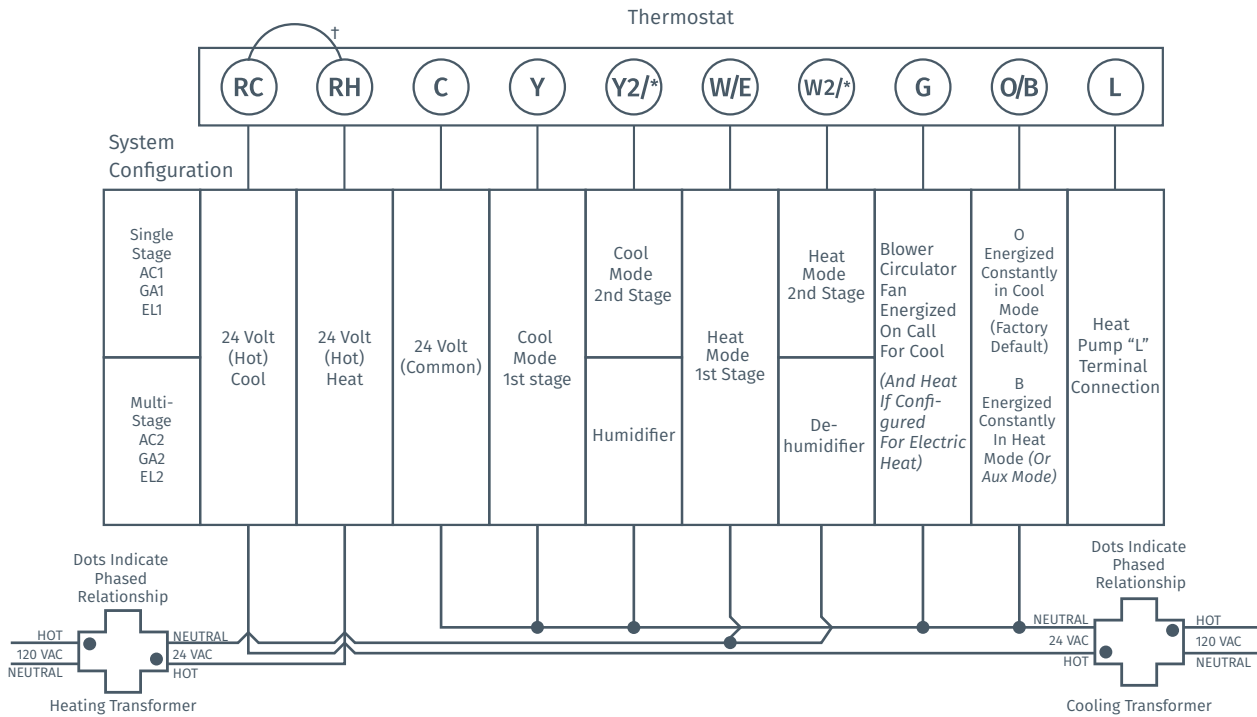 Thermostat
†
RC
RH
C
Y
Y2/*
W/E
W2/*
G
O/B
L
System
Configuration
Single
Stage
AC1
GA1
EL1
Multi-
Stage
AC2
GA2
EL2
24 Volt
(Hot)
Cool
24 Volt
(Hot)
Heat
24 Volt
(Common)
Cool
Mode
1st stage
Cool
Mode
2nd Stage
Humidifier
Heat
Mode
1st Stage
Heat
Mode
2nd Stage
De-
humidifier
Blower
Circulator
Fan
Energized
On Call
For Cool
(And Heat
If Confi-
gured
For Electric
Heat)
O
Energized
Constantly
in Cool
Mode
(Factory
Default)
B
Energized
Constantly
In Heat
Mode (Or
Aux Mode)
Heat
Pump “L”
Terminal
Connection
Dots Indicate
Phased
Relationship
HOT
120 VAC
NEUTRAL
NEUTRAL
24 VAC
HOT
Heating Transformer
Dots Indicate
Phased
Relationship
NEUTRAL
24 VAC
HOT
HOT
120 VAC
NEUTRAL
Cooling Transformer